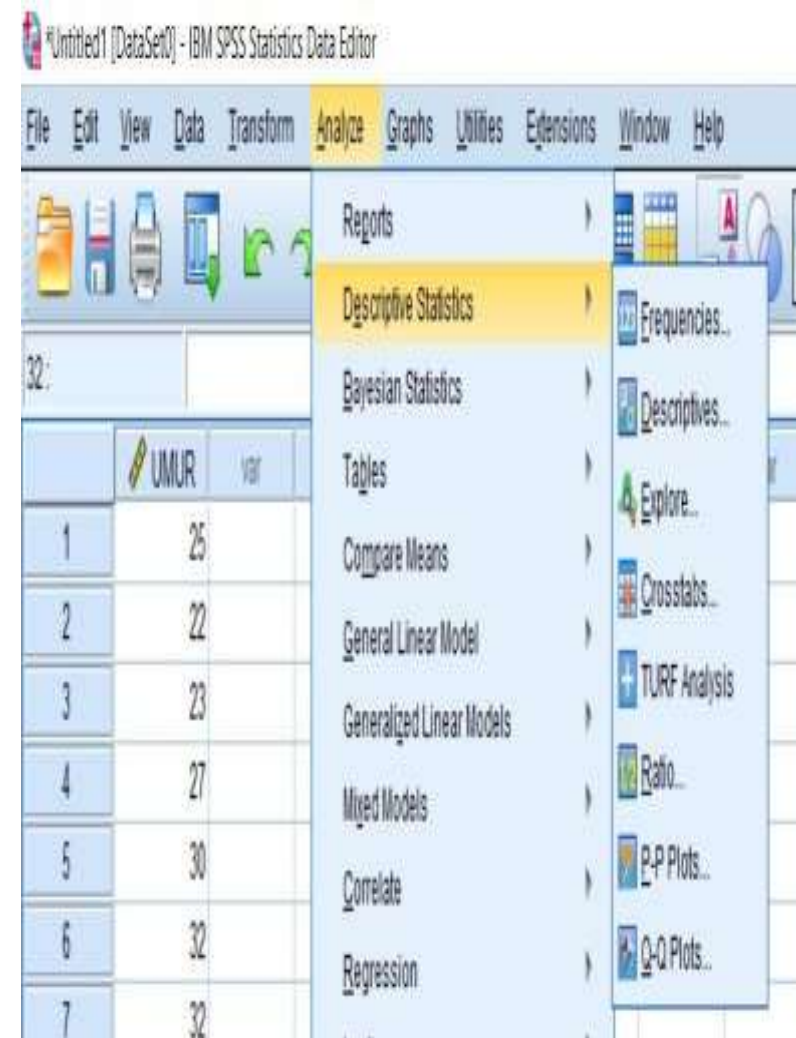 *Untitled1 [DataSet0] - IBM SPSS Statistics Data Editor
File Edit View Data Transform Analyze Graphs Utilities Extensions Window Help
Reports
Descriptive Statistics
Bayesian Statistics
Tables
Compare Means
General Linear Model
Generalized Linear Models
Mixed Models
Correlate
Regression
Frequencies...
Descriptives...
Explore...
Crosstabs...
TURF Analysis
Ratio...
P-P Plots...
Q-Q Plots...
32 :
UMUR var
1 25
2 22
3 23
4 27
5 30
6 32
7 32